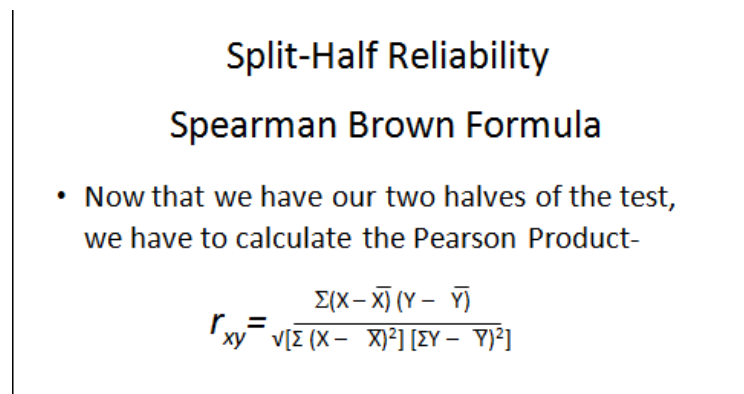 Split-Half Reliability
Spearman Brown Formula
• Now that we have our two halves of the test,
we have to calculate the Pearson Product-
Σ(X – X̅) (Y – Y̅)
rxy= √[Σ (X – X̅)²] [ΣY – Y̅)²]